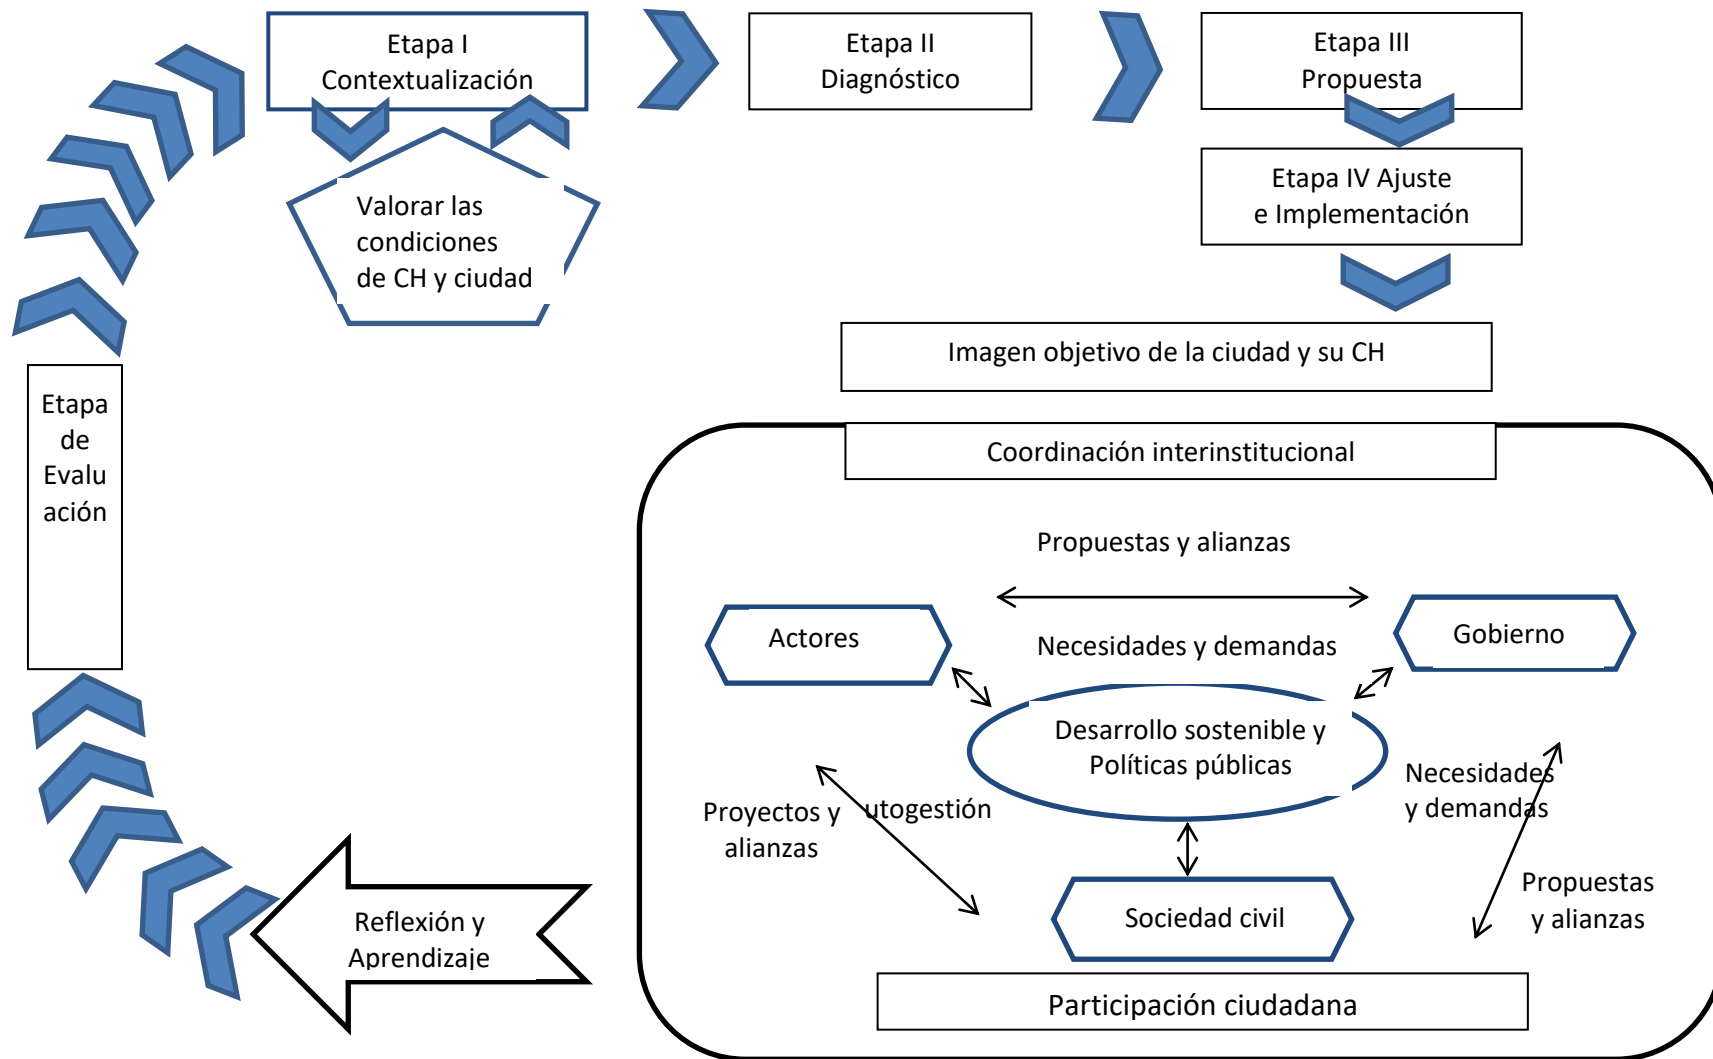 Etapa I
Contextualización
Etapa II
Diagnóstico
Etapa III
Propuesta
Etapa IV Ajuste
e Implementación
Valorar las
condiciones
de CH y ciudad
Imagen objetivo de la ciudad y su CH
Etapa
de
Evalu
ación
Coordinación interinstitucional
Propuestas y alianzas
Actores
Gobierno
Necesidades y demandas
Desarrollo sostenible y
Políticas públicas
Necesidades
y demandas
Proyectos y
alianzas
utogestión
Propuestas
y alianzas
Sociedad civil
Reflexión y
Aprendizaje
Participación ciudadana